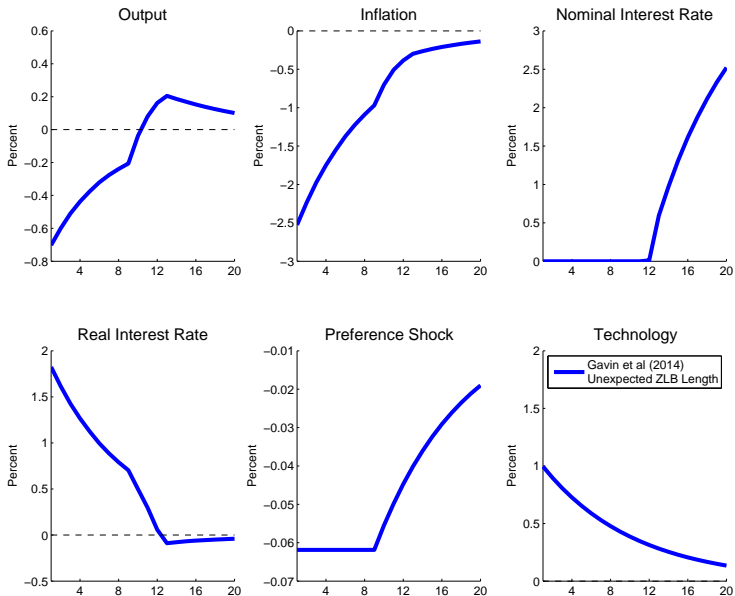 Output
Inflation
Nominal Interest Rate
Percent
0.6
0.4
0.2
0
−0.2
−0.4
−0.6
−0.8
4 8 12 16 20
Percent
0
−0.5
−1
−1.5
−2
−2.5
−3
4 8 12 16 20
Percent
3
2.5
2
1.5
1
0.5
0
4 8 12 16 20
Real Interest Rate
Preference Shock
Technology
Percent
2
1.5
1
0.5
0
−0.5
4 8 12 16 20
Percent
−0.01
−0.02
−0.03
−0.04
−0.05
−0.06
−0.07
4 8 12 16 20
Percent
2
1.5
1
0.5
0
4 8 12 16 20
Gavin et al (2014)
Unexpected ZLB Length